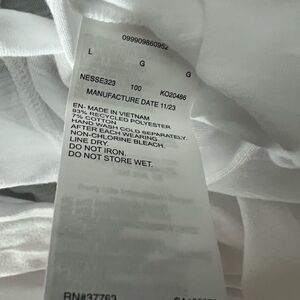 099909860952
L G G
NESSE323 100 KO20486
MANUFACTURE DATE 11/23
EN- MADE IN VIETNAM
93% RECYCLED POLYESTER
7% COTTON
HAND WASH COLD SEPARATELY.
AFTER EACH WEARING.
NON-CHLORINE BLEACH.
LINE DRY.
DO NOT IRON.
DO NOT STORE WET.
RN#37763